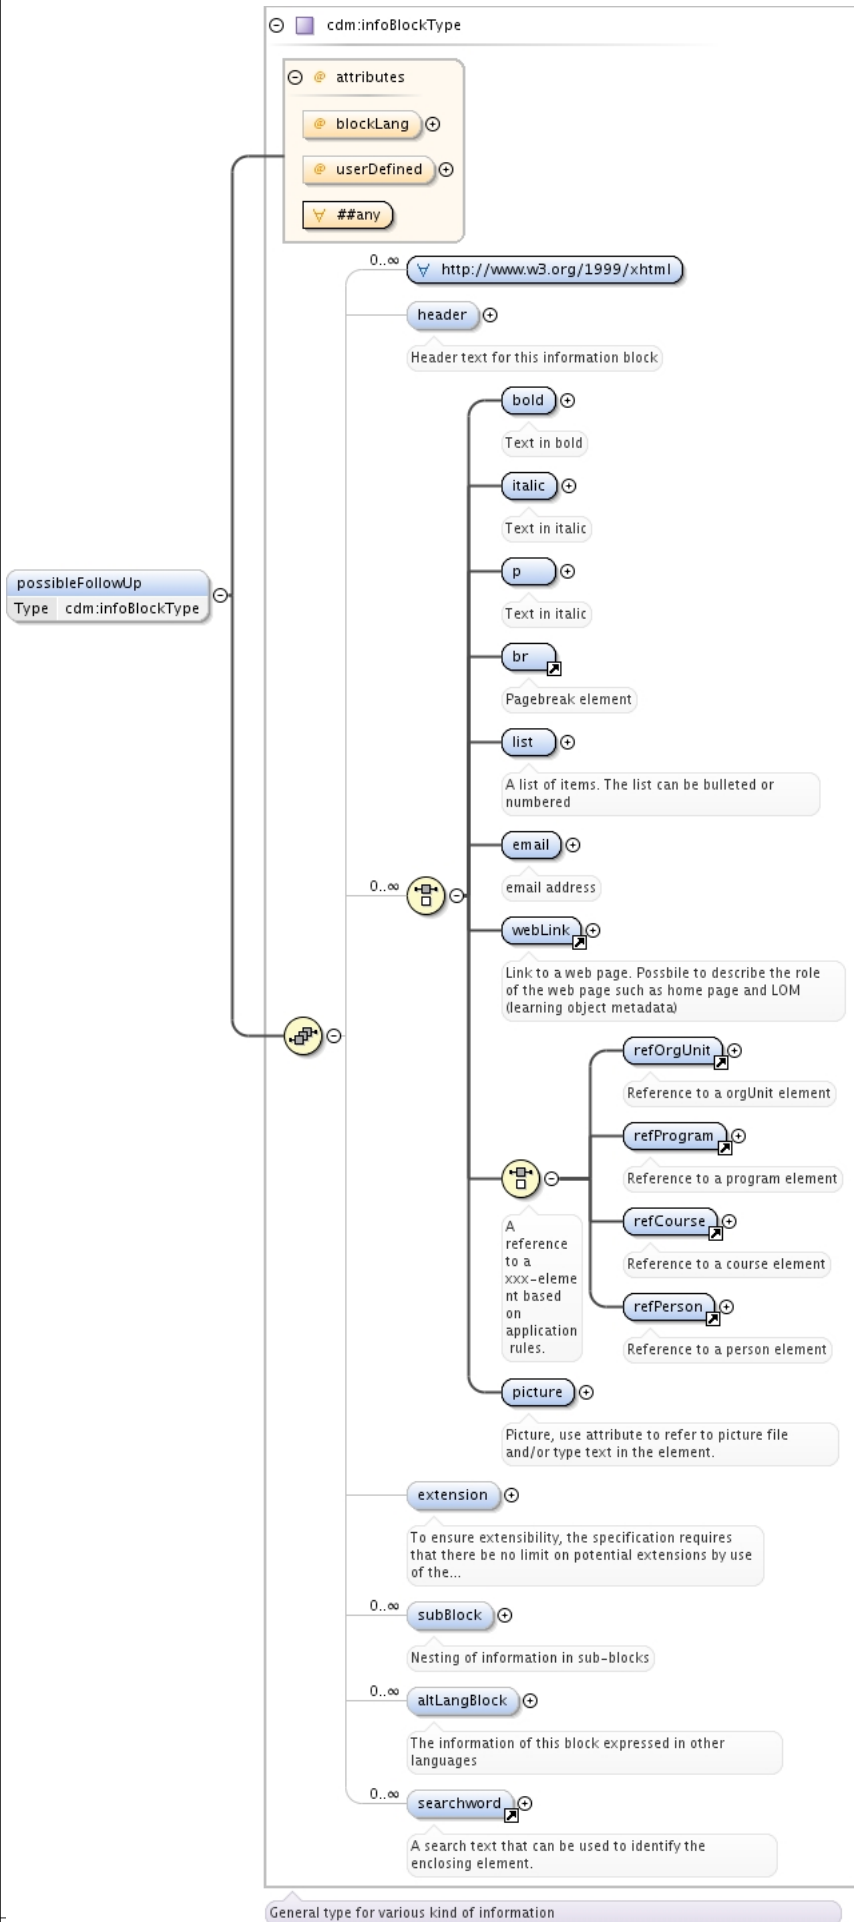 cdm:infoBlockType
attributes
blockLang
userDefined
##any
0..∞
http://www.w3.org/1999/xhtml
header
Header text for this information block
bold
Text in bold
italic
Text in italic
p
Text in italic
possibleFollowUp
Type cdm:infoBlockType
br
Pagebreak element
list
A list of items. The list can be bulleted or
numbered
email
0..∞
email address
webLink
Link to a web page. Possbile to describe the role
of the web page such as home page and LOM
(learning object metadata)
refOrgUnit
Reference to a orgUnit element
refProgram
Reference to a program element
A
reference
to a
xxx-eleme
nt based
on
application
rules.
refCourse
Reference to a course element
refPerson
Reference to a person element
picture
Picture, use attribute to refer to picture file
and/or type text in the element.
extension
To ensure extensibility, the specification requires
that there be no limit on potential extensions by use
of the...
0..∞
subBlock
Nesting of information in sub-blocks
0..∞
altLangBlock
The information of this block expressed in other
languages
0..∞
searchword
A search text that can be used to identify the
enclosing element.
General type for various kind of information